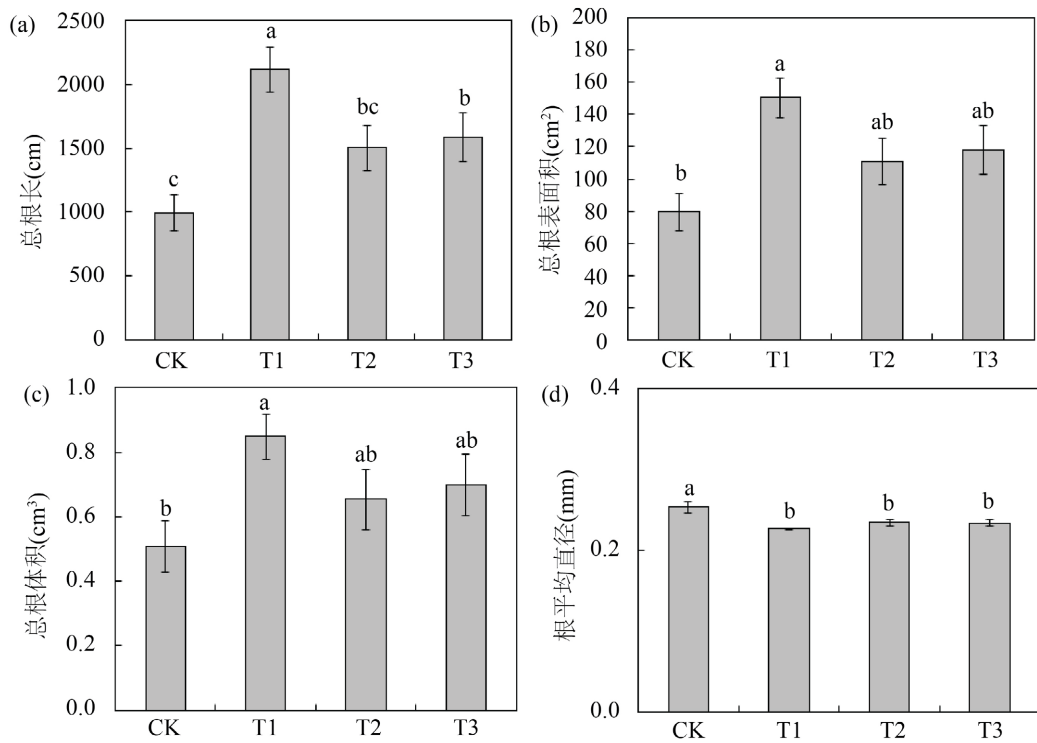 (a)
总根长(cm)
2500
2000
1500
1000
500
0
c
a
bc
b
CK T1 T2 T3
(b)
总根表面积(cm²)
200
180
160
140
120
100
80
60
40
20
0
b
a
ab
ab
CK T1 T2 T3
(c)
总根体积(cm³)
1.0
0.8
0.6
0.4
0.2
0.0
b
a
ab
ab
CK T1 T2 T3
(d)
根平均直径(mm)
0.4
0.2
0.0
a
b
b
b
CK T1 T2 T3